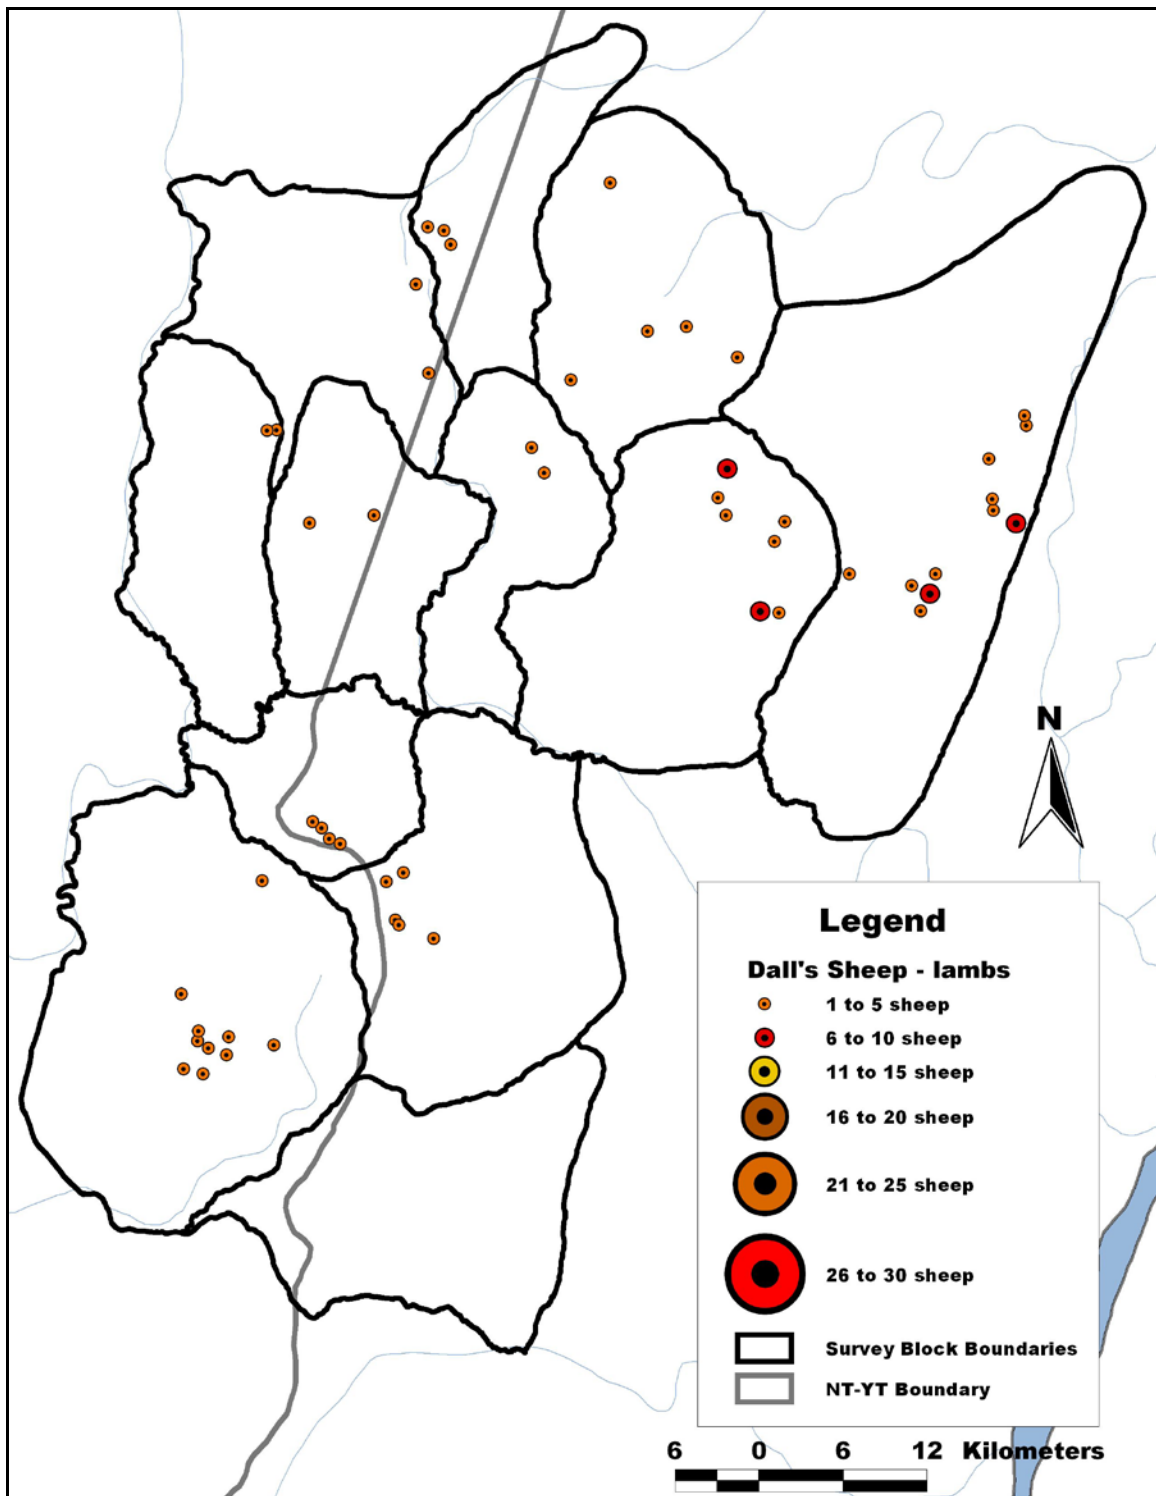 N
Legend
Dall's Sheep - lambs
1 to 5 sheep
6 to 10 sheep
11 to 15 sheep
16 to 20 sheep
21 to 25 sheep
26 to 30 sheep
Survey Block Boundaries
NT-YT Boundary
6 0 6 12 Kilometers